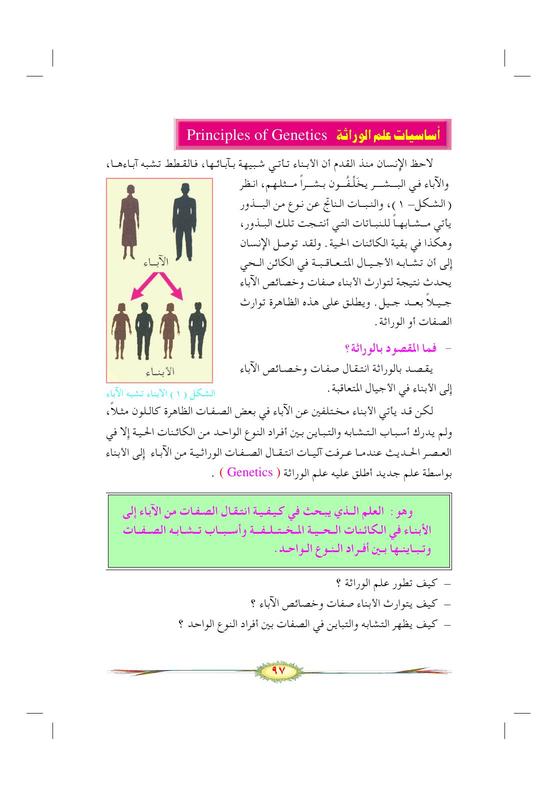 أساسيات علم الوراثة Principles of Genetics
لاحظ الإنسان منذ القدم أن الأبناء تأتي شبيهة بآبائها، فالقطط تشبه آباءها،
والآباء في البشر يخَلْفُون بشراً مثلهم، انظر
( الشكل– ١ )، والنبات الناتج عن نوع من البذور
يأتي مشابهاً للنباتات التي أنتجت تلك البذور،
وهكذا في بقية الكائنات الحية. ولقد توصل الإنسان
إلى أن تشابه الأجيال المتعاقبة في الكائن الحي
يحدث نتيجة لتوارث الأبناء صفات وخصائص الآباء
جيلاً بعد جيل. ويطلق على هذه الظاهرة توارث
الصفات أو الوراثة.
الآباء
الأبناء
الشكل ( ١ ) الأبناء تشبه الآباء
– فما المقصود بالوراثة؟
يقصد بالوراثة انتقال صفات وخصائص الآباء
إلى الأبناء في الأجيال المتعاقبة.
لكن قد يأتي الأبناء مختلفين عن الآباء في بعض الصفات الظاهرة كاللون مثلاً،
ولم يدرك أسباب التشابه والتباين بين أفراد النوع الواحد من الكائنات الحية إلا في
العصر الحديث عندما عرفت آليات انتقال الصفات الوراثية من الآباء إلى الأبناء
بواسطة علم جديد أطلق عليه علم الوراثة ( Genetics ) .
وهو : العلم الذي يبحث في كيفية انتقال الصفات من الآباء إلى
الأبناء في الكائنات الحية المختلفة وأسباب تشابه الصفات
وتباينها بين أفراد النوع الواحد.
– كيف تطور علم الوراثة ؟
– كيف يتوارث الأبناء صفات وخصائص الآباء ؟
– كيف يظهر التشابه والتباين في الصفات بين أفراد النوع الواحد ؟
٩٧